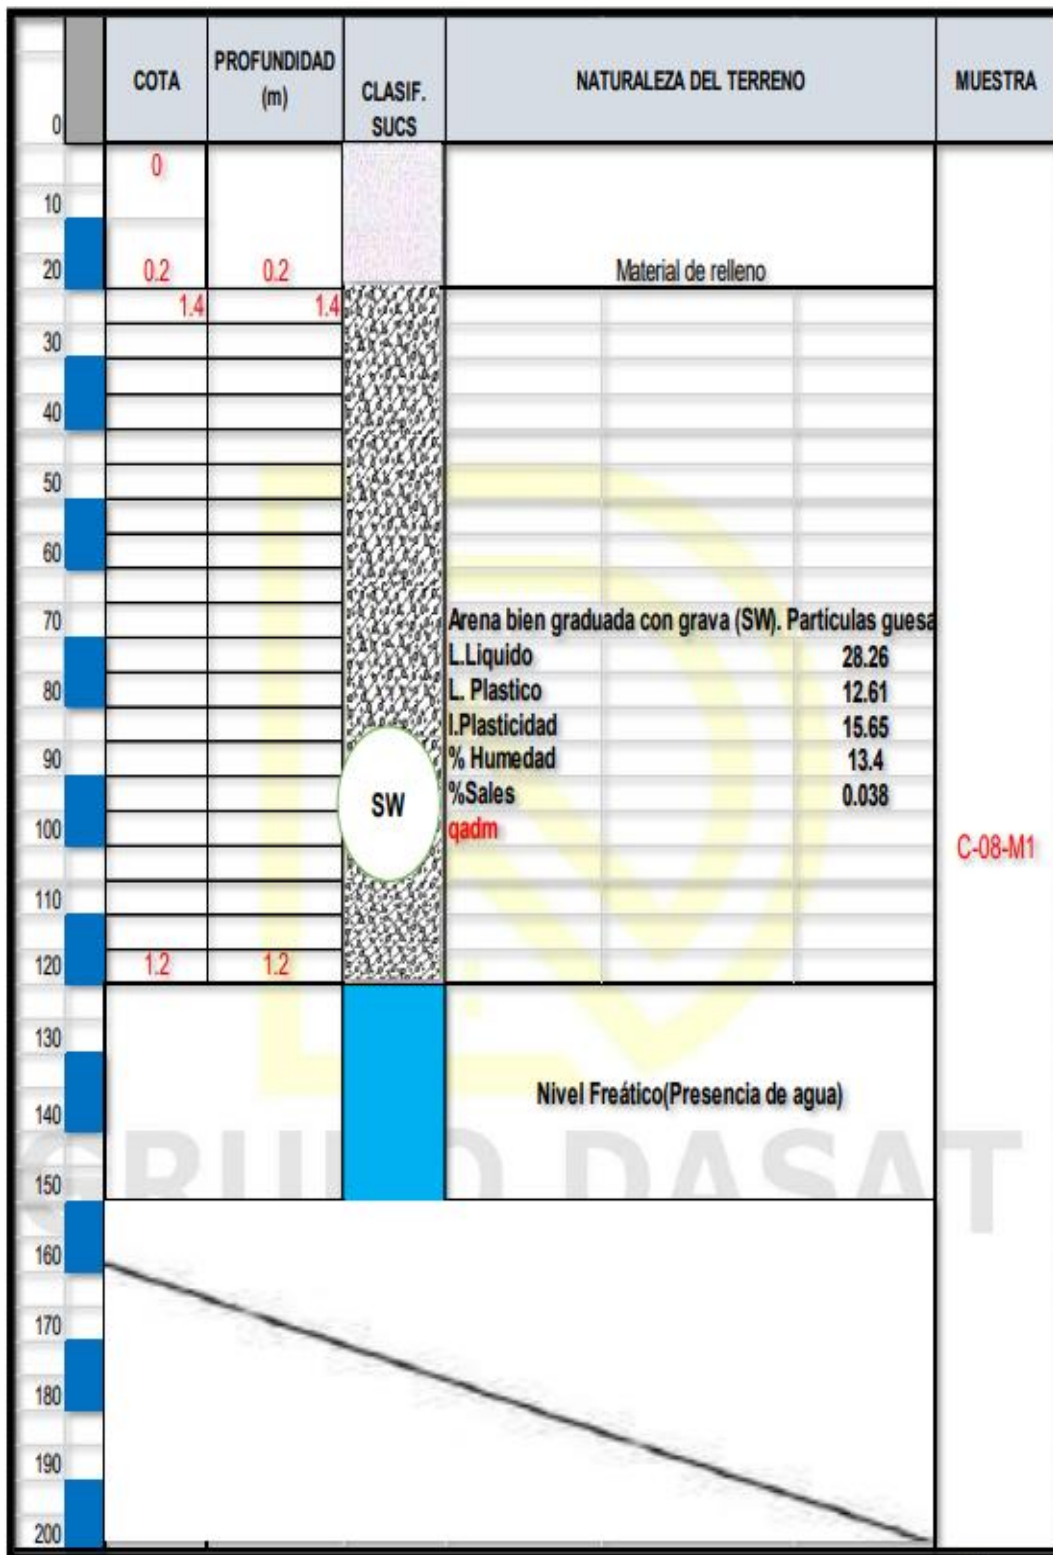 COTA
PROFUNDIDAD
(m)
CLASIF.
SUCS
NATURALEZA DEL TERRENO
MUESTRA
0
0
10
20
0.2
0.2
Material de relleno
1.4
1.4
30
40
50
60
70
Arena bien graduada con grava (SW). Partículas guesa
L.Liquido 28.26
80
L. Plastico 12.61
I.Plasticidad 15.65
90
% Humedad 13.4
%Sales 0.038
SW
100
qadm
C-08-M1
110
120
1.2
1.2
130
Nivel Freático(Presencia de agua)
140
GRUPO DASAT
150
160
170
180
190
200